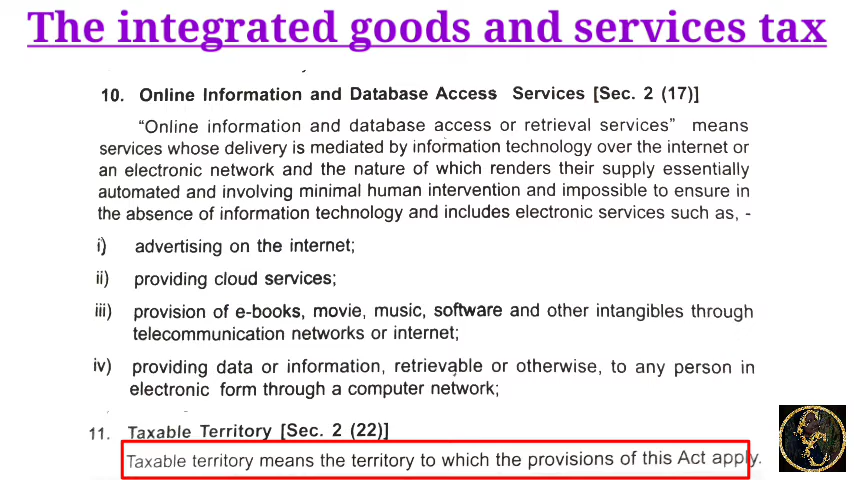 The integrated goods and services tax
10. Online Information and Database Access Services [Sec. 2 (17)]
“Online information and database access or retrieval services” means
services whose delivery is mediated by information technology over the internet or
an electronic network and the nature of which renders their supply essentially
automated and involving minimal human intervention and impossible to ensure in
the absence of information technology and includes electronic services such as, -
i) advertising on the internet;
ii) providing cloud services;
iii) provision of e-books, movie, music, software and other intangibles through
telecommunication networks or internet;
iv) providing data or information, retrievable or otherwise, to any person in
electronic form through a computer network;
11. Taxable Territory [Sec. 2 (22)]
Taxable territory means the territory to which the provisions of this Act apply.